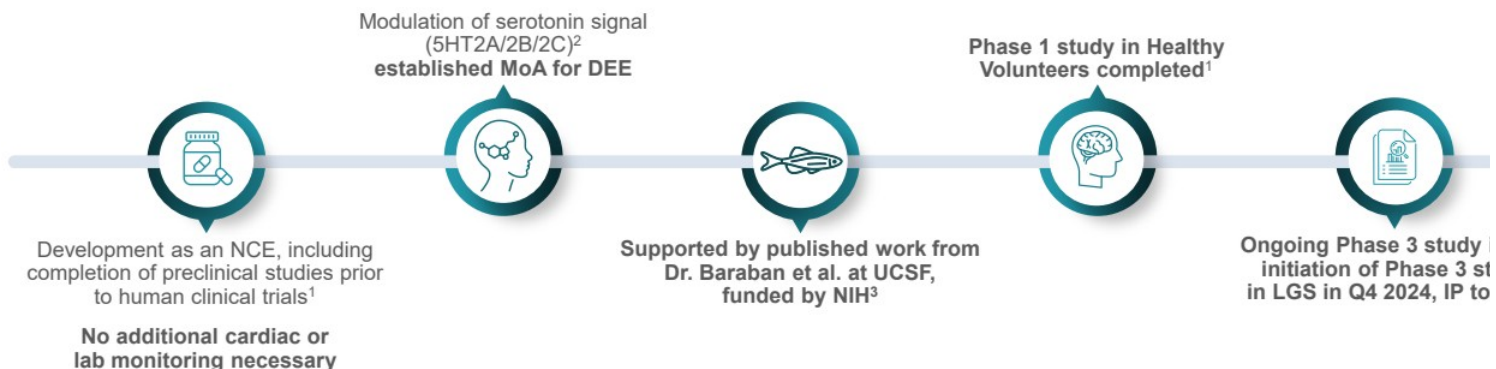 Development as an NCE, including
completion of preclinical studies prior
to human clinical trials¹
No additional cardiac or
lab monitoring necessary
Modulation of serotonin signal
(5HT2A/2B/2C)²
established MoA for DEE
Supported by published work from
Dr. Baraban et al. at UCSF,
funded by NIH³
Phase 1 study in Healthy
Volunteers completed¹
Ongoing Phase 3 study
initiation of Phase 3
in LGS in Q4 2024, IP to